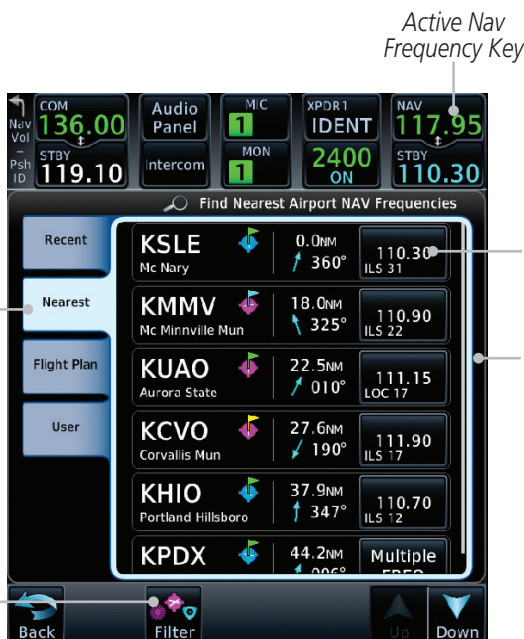 Active Nav
Frequency Key
Nav
Vol
Psh
ID
COM
136.00
STBY
119.10
Audio
Panel
Intercom
MIC
1
MON
1
XPDR1
IDENT
2400
ON
NAV
117.95
STBY
110.30
Find Nearest Airport NAV Frequencies
Recent
Nearest
Flight Plan
User
KSLE
Mc Nary
0.0NM
360°
110.30
ILS 31
KMMV
Mc Minnville Mun
18.0NM
325°
110.90
ILS 22
KUAO
Aurora State
22.5NM
010°
111.15
LOC 17
KCVO
Corvallis Mun
27.6NM
190°
111.90
ILS 17
KHIO
Portland Hillsboro
37.9NM
347°
110.70
ILS 12
KPDX
44.2NM
Multiple
Back
Filter
Up
Down